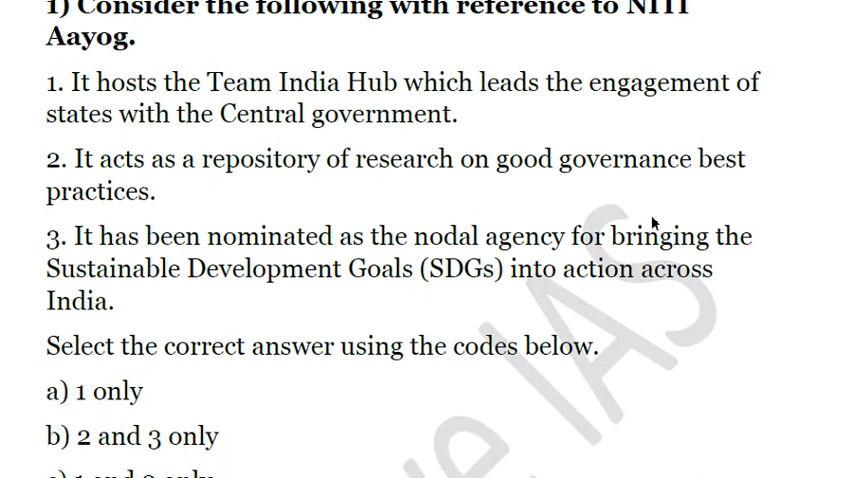 1) Consider the following with reference to NITI
Aayog.
1. It hosts the Team India Hub which leads the engagement of
states with the Central government.
2. It acts as a repository of research on good governance best
practices.
3. It has been nominated as the nodal agency for bringing the
Sustainable Development Goals (SDGs) into action across
India.
Select the correct answer using the codes below.
a) 1 only
b) 2 and 3 only
IAS